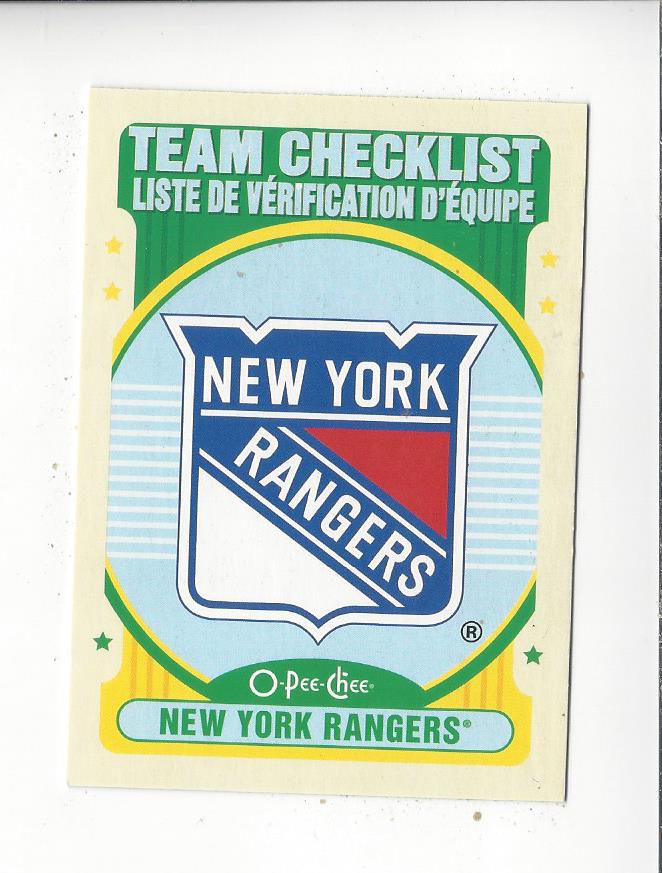 TEAM CHECKLIST
LISTE DE VÉRIFICATION D'ÉQUIPE
NEW YORK
RANGERS
®
O-PEE-CHEE®
NEW YORK RANGERS®